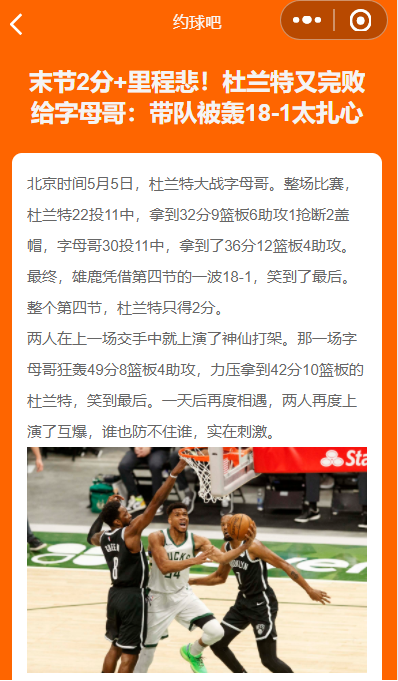 约球吧
末节2分+里程悲！杜兰特又完败
给字母哥：带队被轰18-1太扎心
北京时间5月5日，杜兰特大战字母哥。整场比赛，
杜兰特22投11中，拿到32分9篮板6助攻1抢断2盖
帽，字母哥30投11中，拿到了36分12篮板4助攻。
最终，雄鹿凭借第四节的一波18-1，笑到了最后。
整个第四节，杜兰特只得2分。
两人在上一场交手中就上演了神仙打架。那一场字
母哥狂轰49分8篮板4助攻，力压拿到42分10篮板的
杜兰特，笑到最后。一天后再度相遇，两人再度上
演了互爆，谁也防不住谁，实在刺激。
Sta
GREEN
8
BUCKS
34
BROOKLYN
7